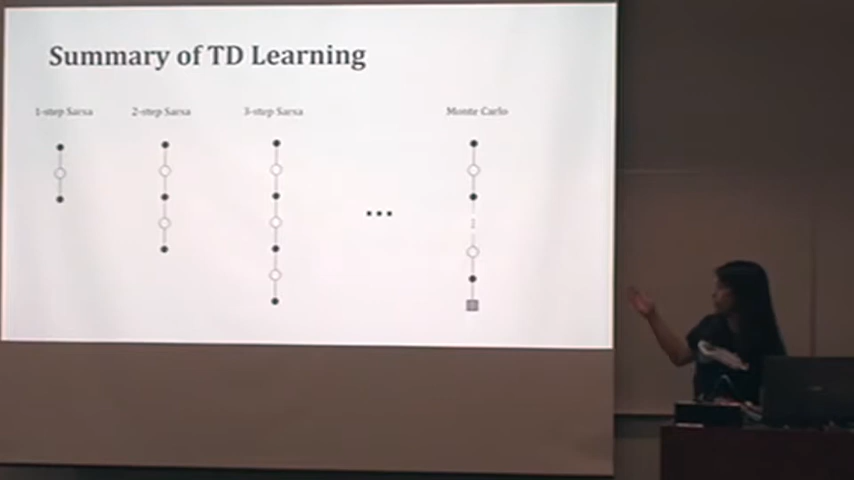 Summary of TD Learning
1-step Sarsa
2-step Sarsa
3-step Sarsa
Monte Carlo
...